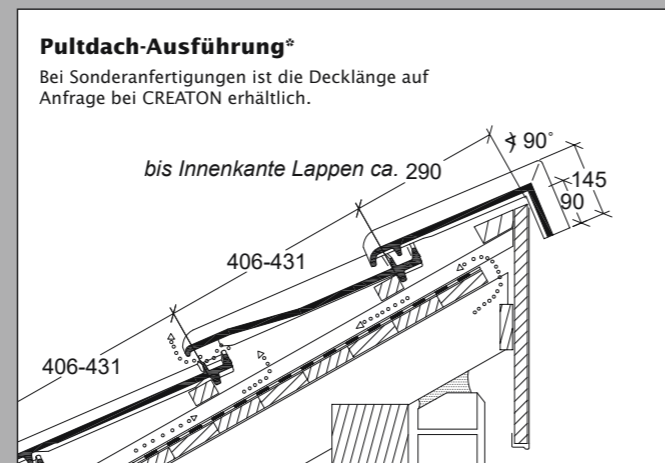 Pultdach-Ausführung*
Bei Sonderanfertigungen ist die Decklänge auf
Anfrage bei CREATON erhältlich.
∢ 90°
bis Innenkante Lappen ca. 290
145
90
406-431
406-431